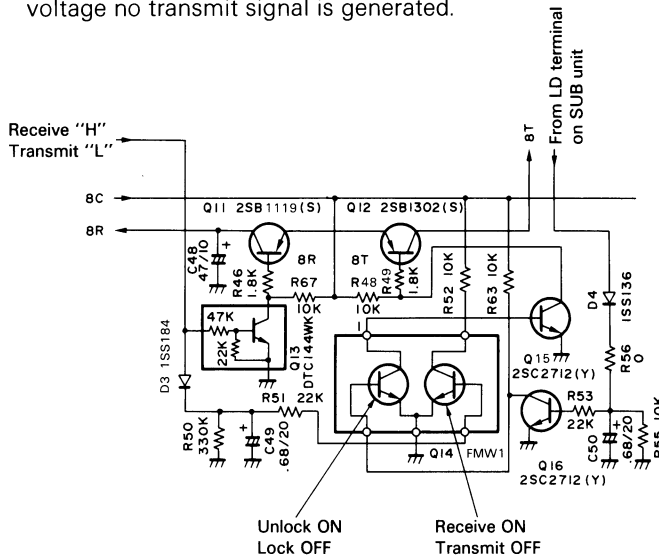 voltage no transmit signal is generated.
From LD terminal
on SUB unit
8T
Receive "H"
Transmit "L"
8C
8R
Q11 2SB1119(S)
Q12 2SB1302(S)
C48
47/10
+
R46
1.8K
8R
R67
10K
8T
R48
10K
R49
1.8K
R52 10K
R63 10K
D4
1SS136
47K
22K
Q13
DTC144WK
1
Q15
2SC2712(Y)
R56
0
D3 1SS184
R51 22K
R50
330K
+
C49
.68/20
Q14
FMW1
R53
22K
Q16
2SC2712(Y)
C50
+
.68/20
R55 10K
Unlock ON
Lock OFF
Receive ON
Transmit OFF